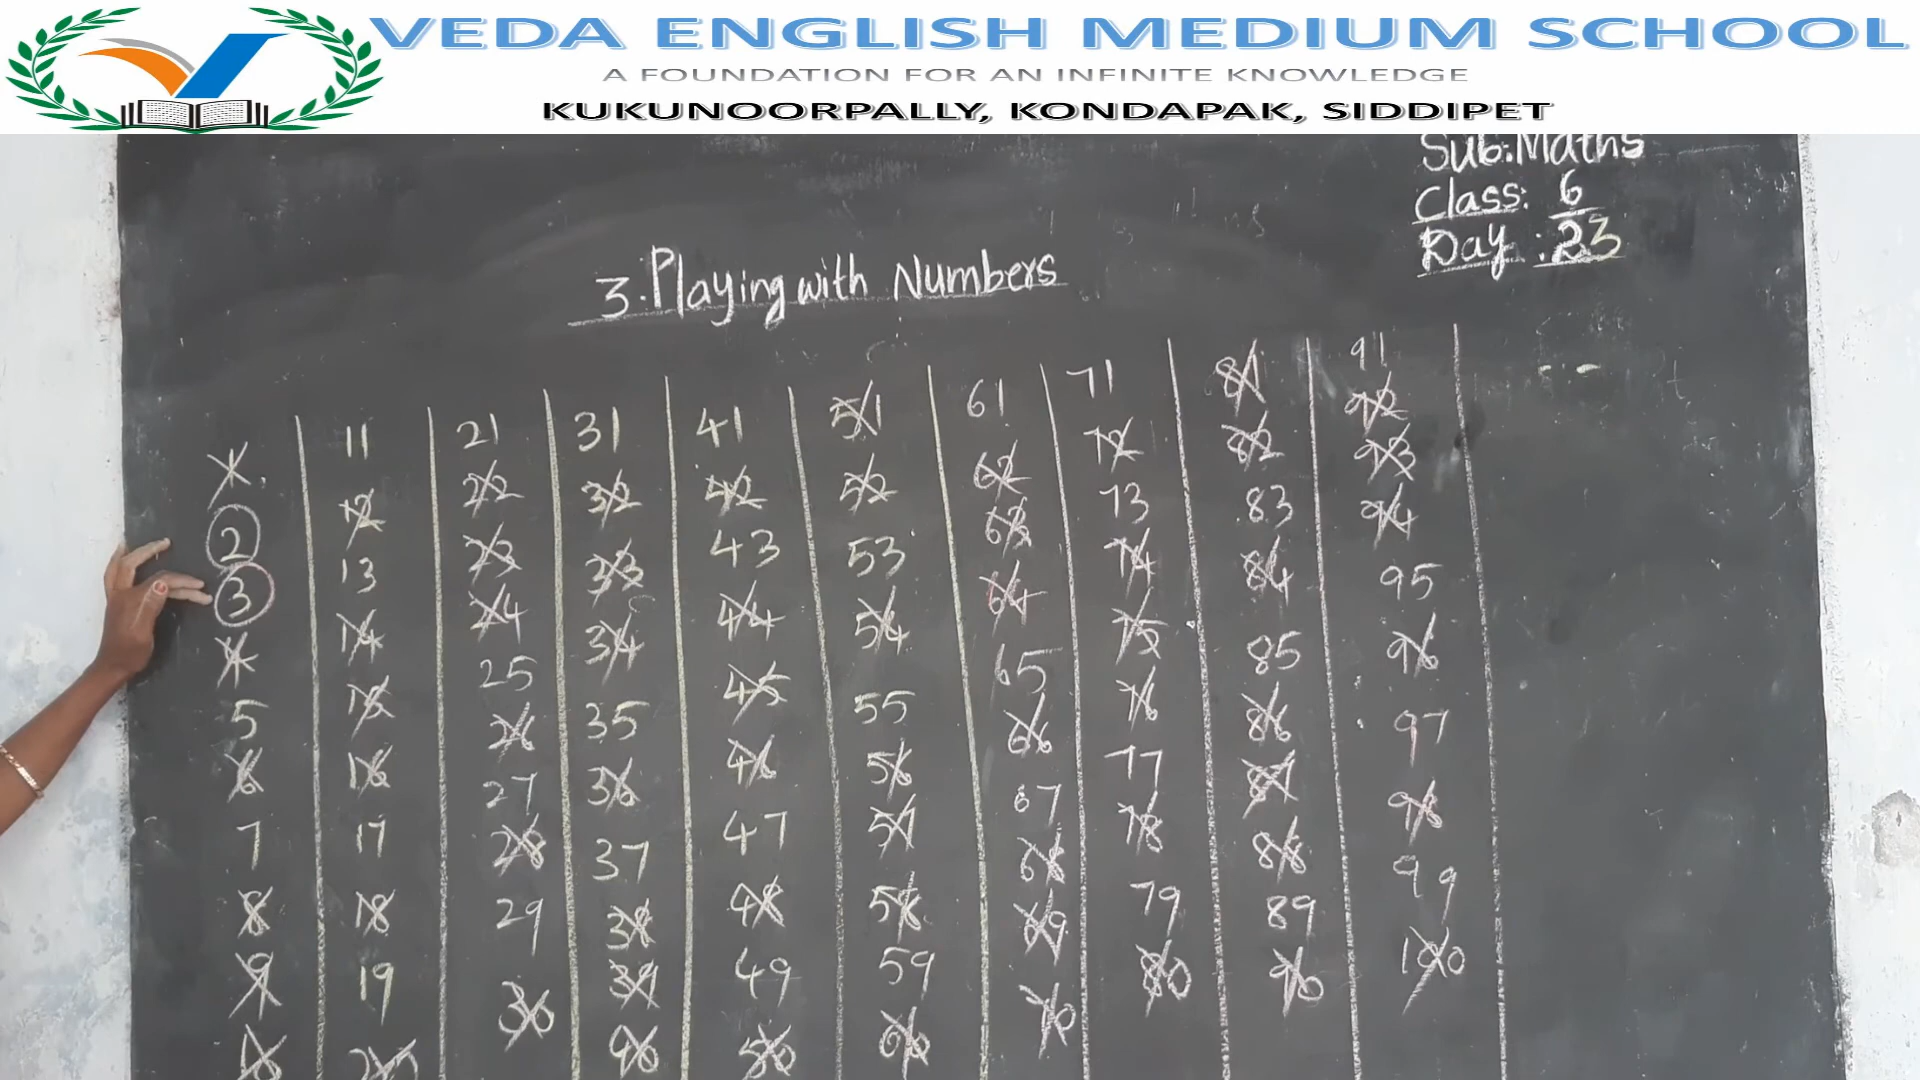 VEDA ENGLISH MEDIUM SCHOOL
A FOUNDATION FOR AN INFINITE KNOWLEDGE
KUKUNOORPALLY, KONDAPAK, SIDDIPET
Sub:Maths
Class: 6
Day: 23
3. Playing with Numbers
1. 11 21 31 41 51 61 71 81 91
2 12 22 32 42 52 62 72 82 92
3 13 23 33 43 53 63 73 83 93
4 14 24 34 44 54 64 74 84 94
5 15 25 35 45 55 65 75 85 95
6 16 26 36 46 56 66 76 86 96
7 17 27 37 47 57 67 77 87 97
8 18 28 38 48 58 68 78 88 98
9 19 29 39 49 59 69 79 89 99
10 20 30 40 50 60 70 80 90 100